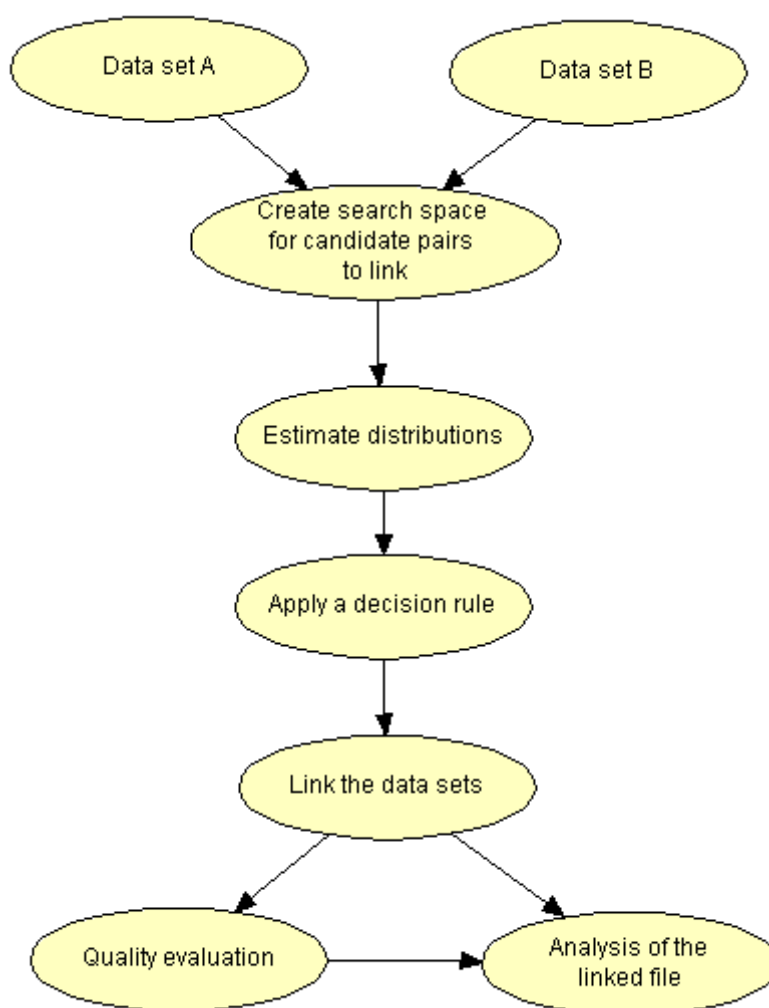 Data set A
Data set B
Create search space
for candidate pairs
to link
Estimate distributions
Apply a decision rule
Link the data sets
Quality evaluation
Analysis of the
linked file